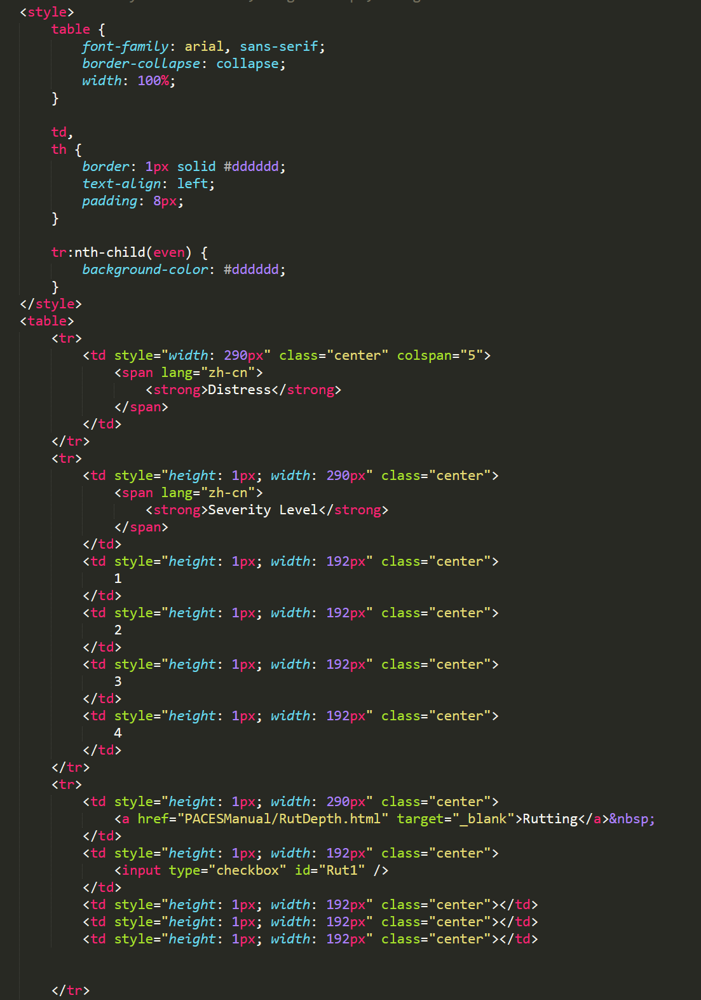 <style>
table {
font-family: arial, sans-serif;
border-collapse: collapse;
width: 100%;
}
td,
th {
border: 1px solid #dddddd;
text-align: left;
padding: 8px;
}
tr:nth-child(even) {
background-color: #dddddd;
}
</style>
<table>
<tr>
<td style="width: 290px" class="center" colspan="5">
<span lang="zh-cn">
<strong>Distress</strong>
</span>
</td>
</tr>
<tr>
<td style="height: 1px; width: 290px" class="center">
<span lang="zh-cn">
<strong>Severity Level</strong>
</span>
</td>
<td style="height: 1px; width: 192px" class="center">
1
</td>
<td style="height: 1px; width: 192px" class="center">
2
</td>
<td style="height: 1px; width: 192px" class="center">
3
</td>
<td style="height: 1px; width: 192px" class="center">
4
</td>
</tr>
<tr>
<td style="height: 1px; width: 290px" class="center">
<a href="PACESManual/RutDepth.html" target="_blank">Rutting</a>&nbsp;
</td>
<td style="height: 1px; width: 192px" class="center">
<input type="checkbox" id="Rut1" />
</td>
<td style="height: 1px; width: 192px" class="center"></td>
<td style="height: 1px; width: 192px" class="center"></td>
<td style="height: 1px; width: 192px" class="center"></td>
</tr>